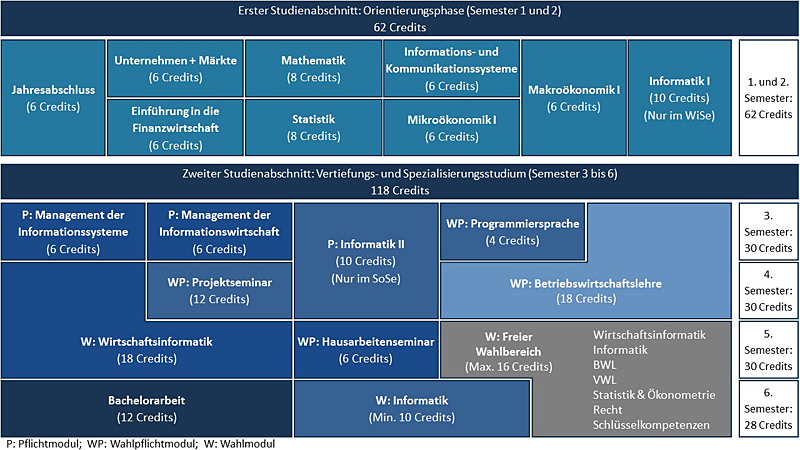 Erster Studienabschnitt: Orientierungsphase (Semester 1 und 2)
62 Credits
Jahresabschluss
(6 Credits)
Unternehmen + Märkte
(6 Credits)
Einführung in die
Finanzwirtschaft
(6 Credits)
Mathematik
(8 Credits)
Statistik
(8 Credits)
Informations- und
Kommunikationssysteme
(6 Credits)
Mikroökonomik I
(6 Credits)
Makroökonomik I
(6 Credits)
Informatik I
(10 Credits)
(Nur im WiSe)
1. und 2.
Semester:
62 Credits
Zweiter Studienabschnitt: Vertiefungs- und Spezialisierungsstudium (Semester 3 bis 6)
118 Credits
P: Management der
Informationssysteme
(6 Credits)
P: Management der
Informationswirtschaft
(6 Credits)
P: Informatik II
(10 Credits)
(Nur im SoSe)
WP: Programmiersprache
(4 Credits)
3.
Semester:
30 Credits
WP: Projektseminar
(12 Credits)
WP: Betriebswirtschaftslehre
(18 Credits)
4.
Semester:
30 Credits
W: Wirtschaftsinformatik
(18 Credits)
WP: Hausarbeitenseminar
(6 Credits)
W: Freier
Wahlbereich
(Max. 16 Credits)
Wirtschaftsinformatik
Informatik
BWL
VWL
Statistik & Ökonometrie
Recht
Schlüsselkompetenzen
5.
Semester:
30 Credits
Bachelorarbeit
(12 Credits)
W: Informatik
(Min. 10 Credits)
6.
Semester:
28 Credits
P: Pflichtmodul; WP: Wahlpflichtmodul; W: Wahlmodul